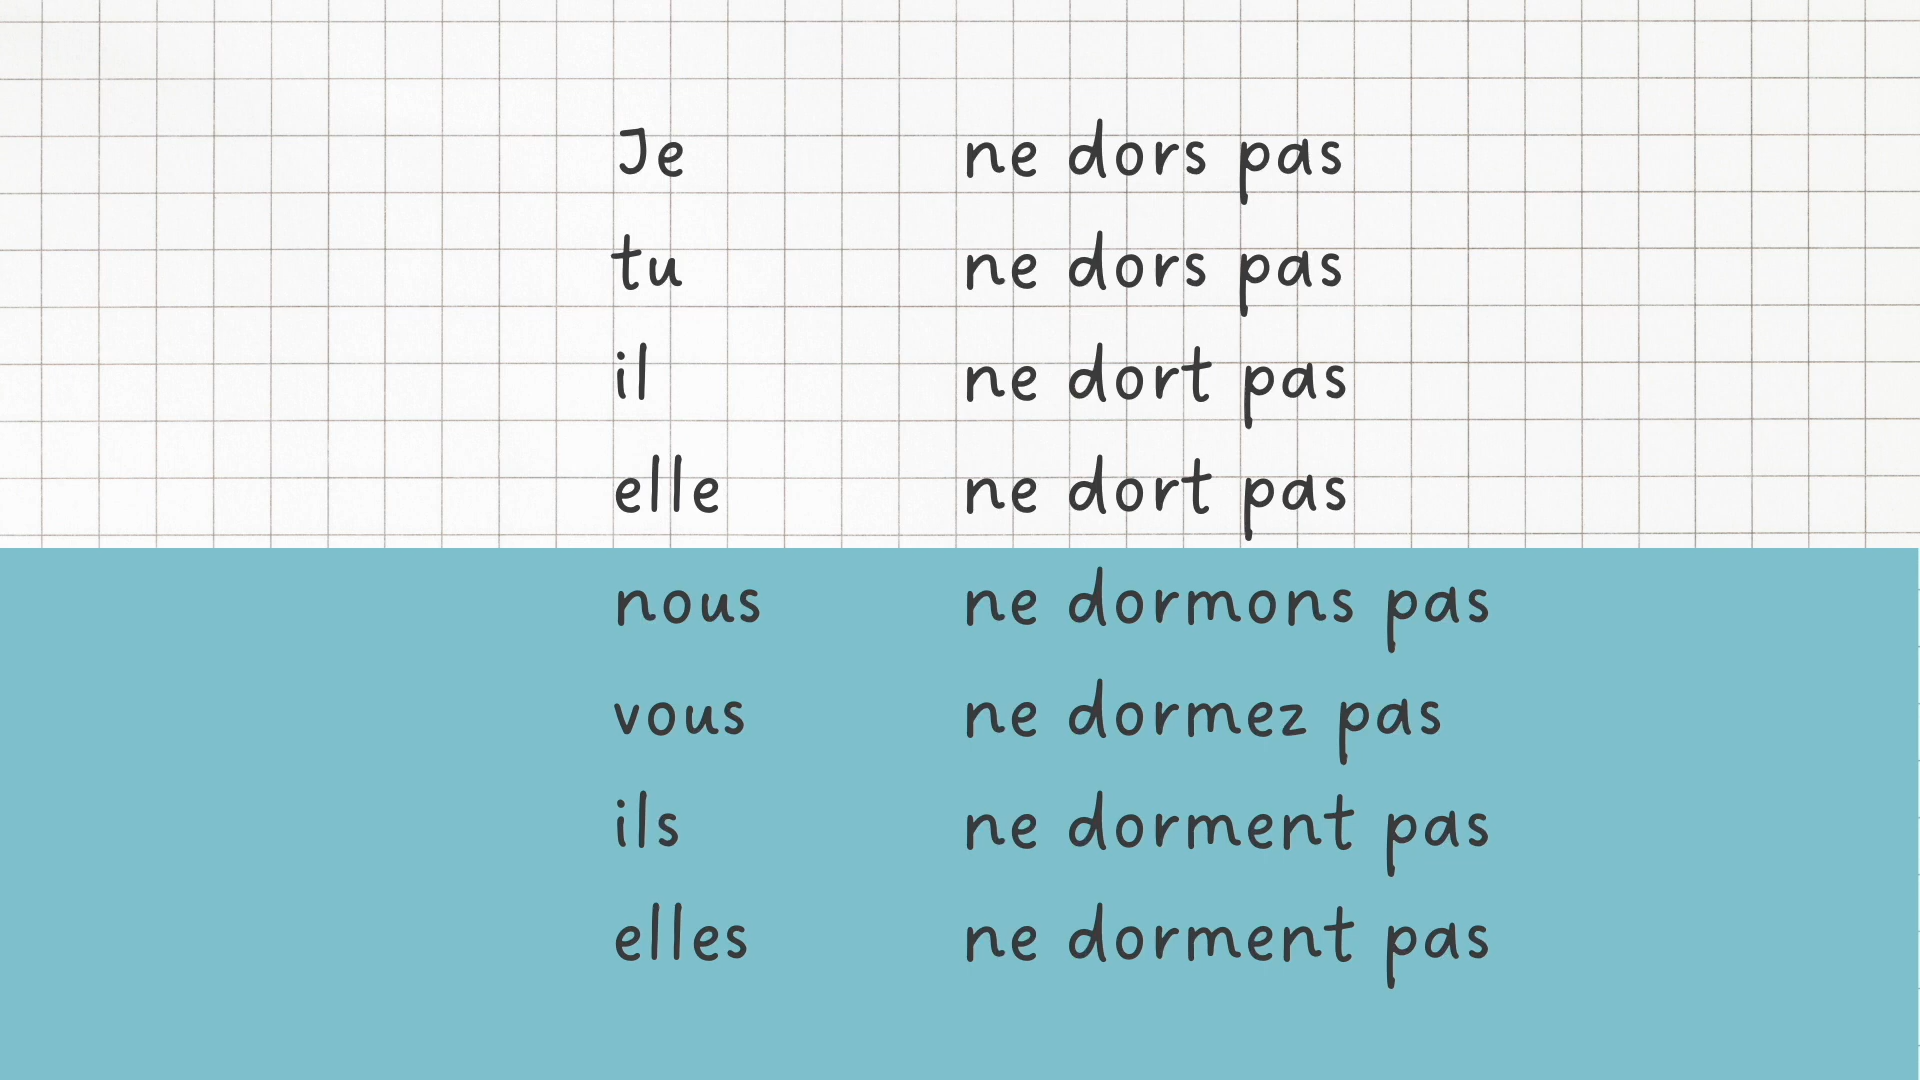 Je ne dors pas
tu ne dors pas
il ne dort pas
elle ne dort pas
nous ne dormons pas
vous ne dormez pas
ils ne dorment pas
elles ne dorment pas